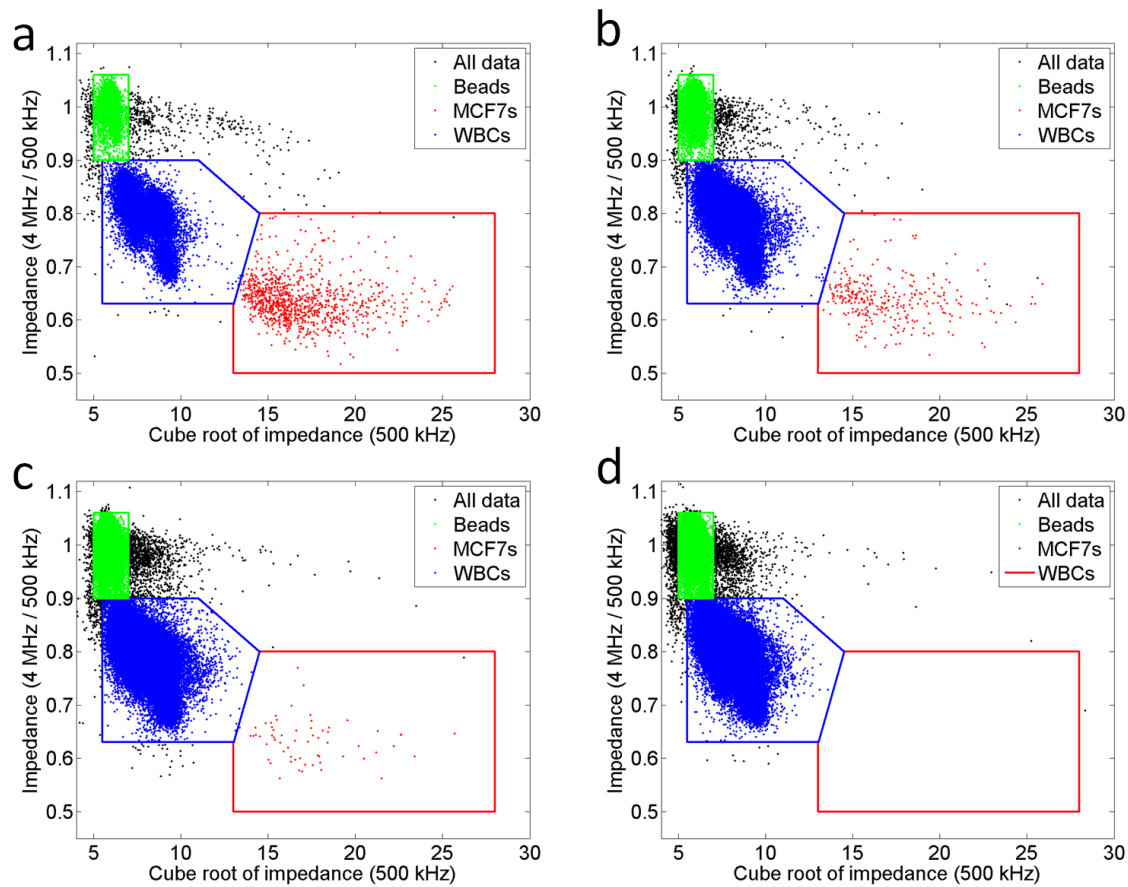 a
All data
Beads
MCF7s
WBCs
1.1
1
0.9
0.8
0.7
0.6
0.5
Impedance (4 MHz / 500 kHz)
5 10 15 20 25 30
Cube root of impedance (500 kHz)
b
All data
Beads
MCF7s
WBCs
1.1
1
0.9
0.8
0.7
0.6
0.5
Impedance (4 MHz / 500 kHz)
5 10 15 20 25 30
Cube root of impedance (500 kHz)
c
All data
Beads
MCF7s
WBCs
1.1
1
0.9
0.8
0.7
0.6
0.5
Impedance (4 MHz / 500 kHz)
5 10 15 20 25 30
Cube root of impedance (500 kHz)
d
All data
Beads
MCF7s
WBCs
1.1
1
0.9
0.8
0.7
0.6
0.5
Impedance (4 MHz / 500 kHz)
5 10 15 20 25 30
Cube root of impedance (500 kHz)